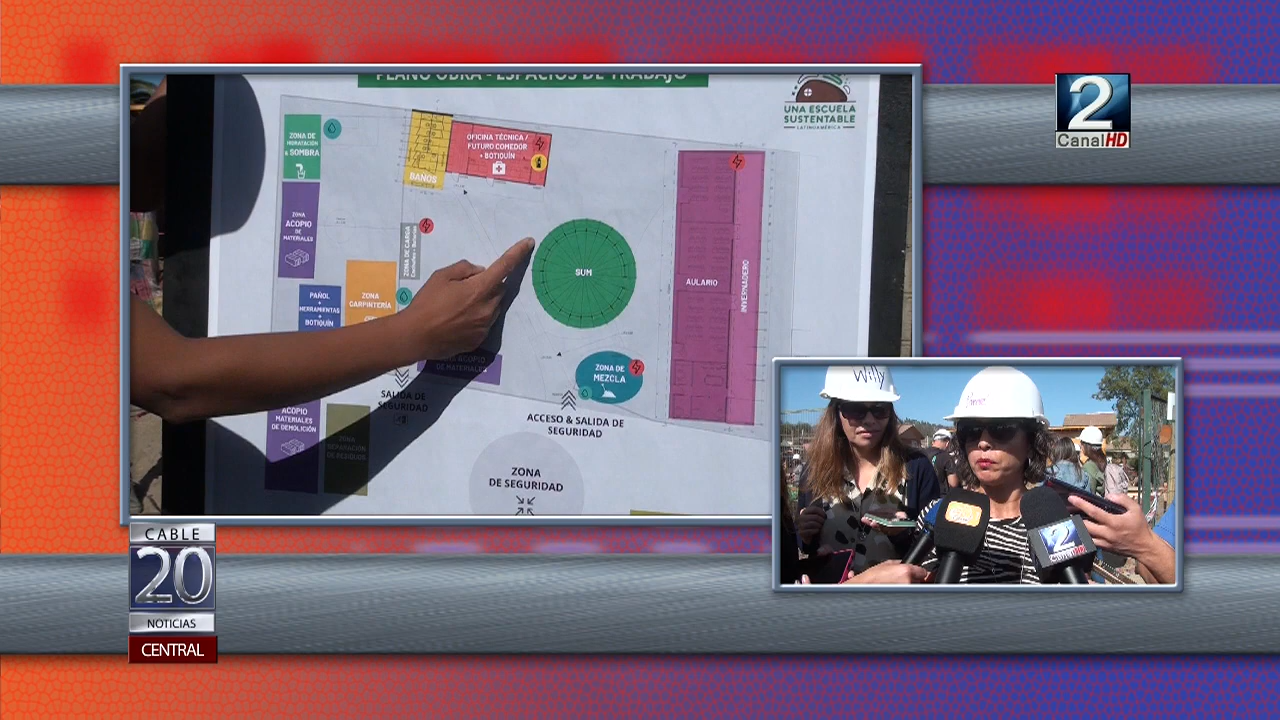 PLANO OBRA - ESPACIOS DE TRABAJO
UNA ESCUELA
SUSTENTABLE
LATINOAMÉRICA
ZONA DE
HIDRATACIÓN
& SOMBRA
BAÑOS
OFICINA TÉCNICA /
FUTURO COMEDOR
+ BOTIQUÍN
ZONA
ACOPIO
DE
MATERIALES
ZONA DE CARGA
PAÑOL
+
HERRAMIENTAS
+
BOTIQUÍN
ZONA
CARPINTERÍA
SUM
AULARIO
INVERNADERO
ZONA DE
MEZCLA
DE MATERIALES
SALIDA DE
SEGURIDAD
ACCESO & SALIDA DE
SEGURIDAD
ACOPIO
MATERIALES
DE DEMOLICIÓN
ZONA
SEPARACIÓN
DE RESIDUOS
ZONA
DE SEGURIDAD
2
Canal HD
Willy
2
Canal HD
CABLE
20
NOTICIAS
CENTRAL